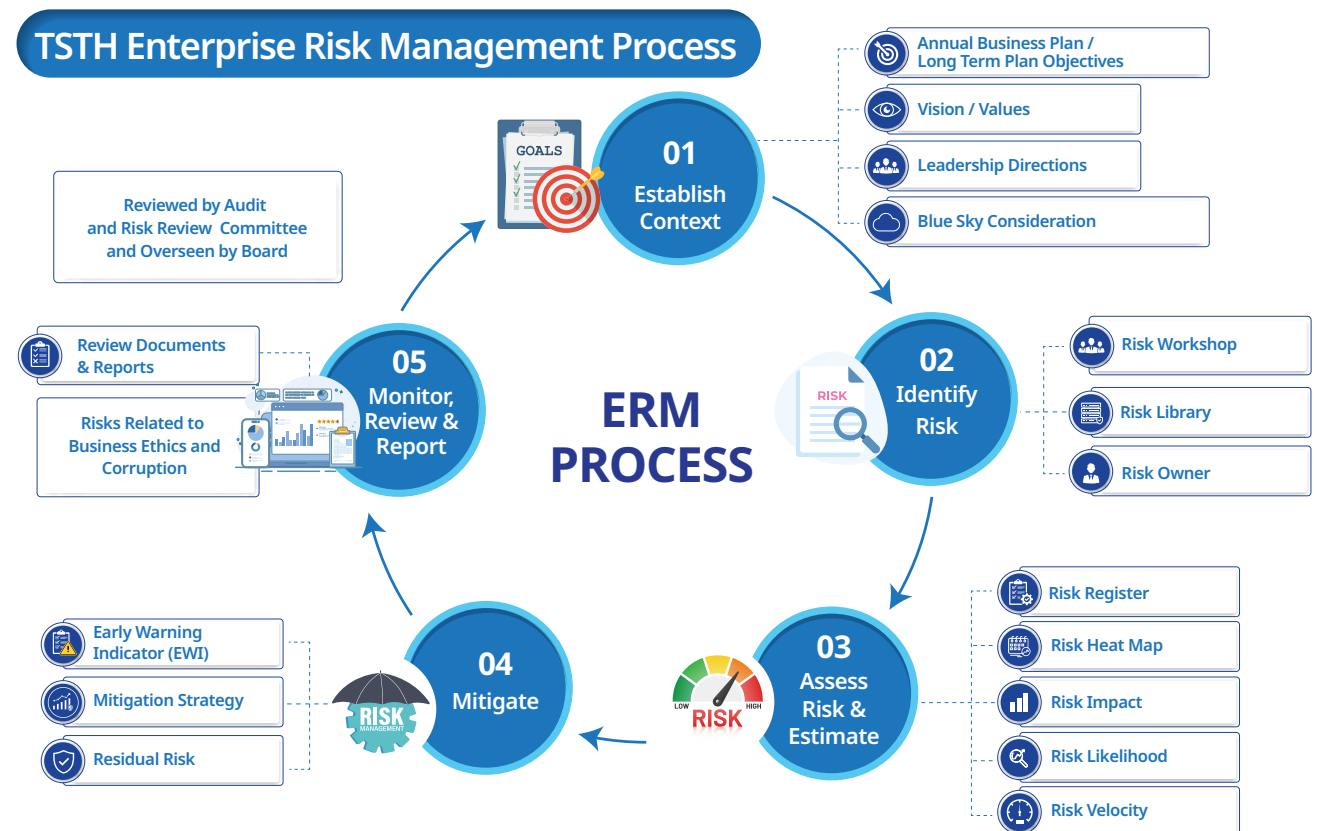 TSTH Enterprise Risk Management Process
GOALS
01
Establish
Context
Annual Business Plan /
Long Term Plan Objectives
Vision / Values
Leadership Directions
Blue Sky Consideration
RISK
02
Identify
Risk
Risk Workshop
Risk Library
Risk Owner
ERM
PROCESS
LOW
HIGH
RISK
03
Assess
Risk &
Estimate
Risk Register
Risk Heat Map
Risk Impact
Risk Likelihood
Risk Velocity
RISK
MANAGEMENT
04
Mitigate
Early Warning
Indicator (EWI)
Mitigation Strategy
Residual Risk
05
Monitor,
Review &
Report
Reviewed by Audit
and Risk Review Committee
and Overseen by Board
Review Documents
& Reports
Risks Related to
Business Ethics and
Corruption